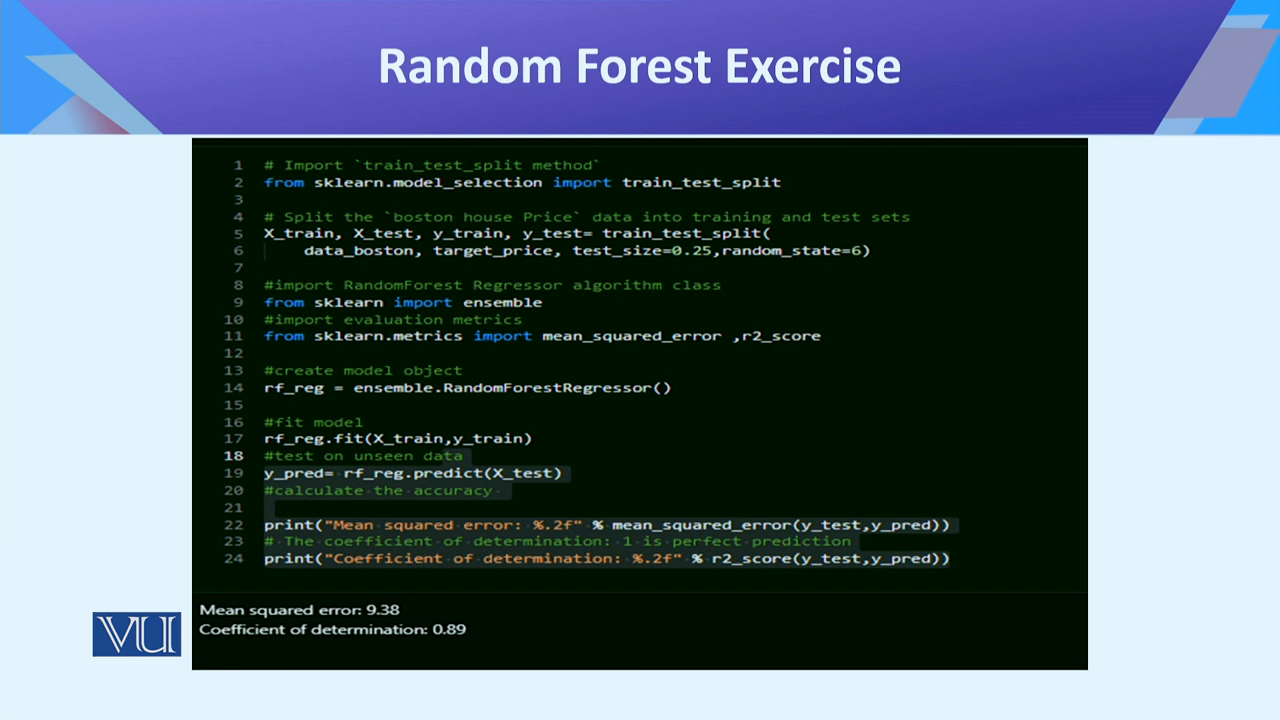 Random Forest Exercise
1 # Import `train_test_split method`
2 from sklearn.model_selection import train_test_split
3
4 # Split the `boston house Price` data into training and test sets
5 X_train, X_test, y_train, y_test= train_test_split(
6 data_boston, target_price, test_size=0.25,random_state=6)
7
8 #import RandomForest Regressor algorithm class
9 from sklearn import ensemble
10 #import evaluation metrics
11 from sklearn.metrics import mean_squared_error ,r2_score
12
13 #create model object
14 rf_reg = ensemble.RandomForestRegressor()
15
16 #fit model
17 rf_reg.fit(X_train,y_train)
18 #test on unseen data
19 y_pred= rf_reg.predict(X_test)
20 #calculate the accuracy
21
22 print("Mean squared error: %.2f" % mean_squared_error(y_test,y_pred))
23 # The coefficient of determination: 1 is perfect prediction
24 print("Coefficient of determination: %.2f" % r2_score(y_test,y_pred))
Mean squared error: 9.38
Coefficient of determination: 0.89
VU